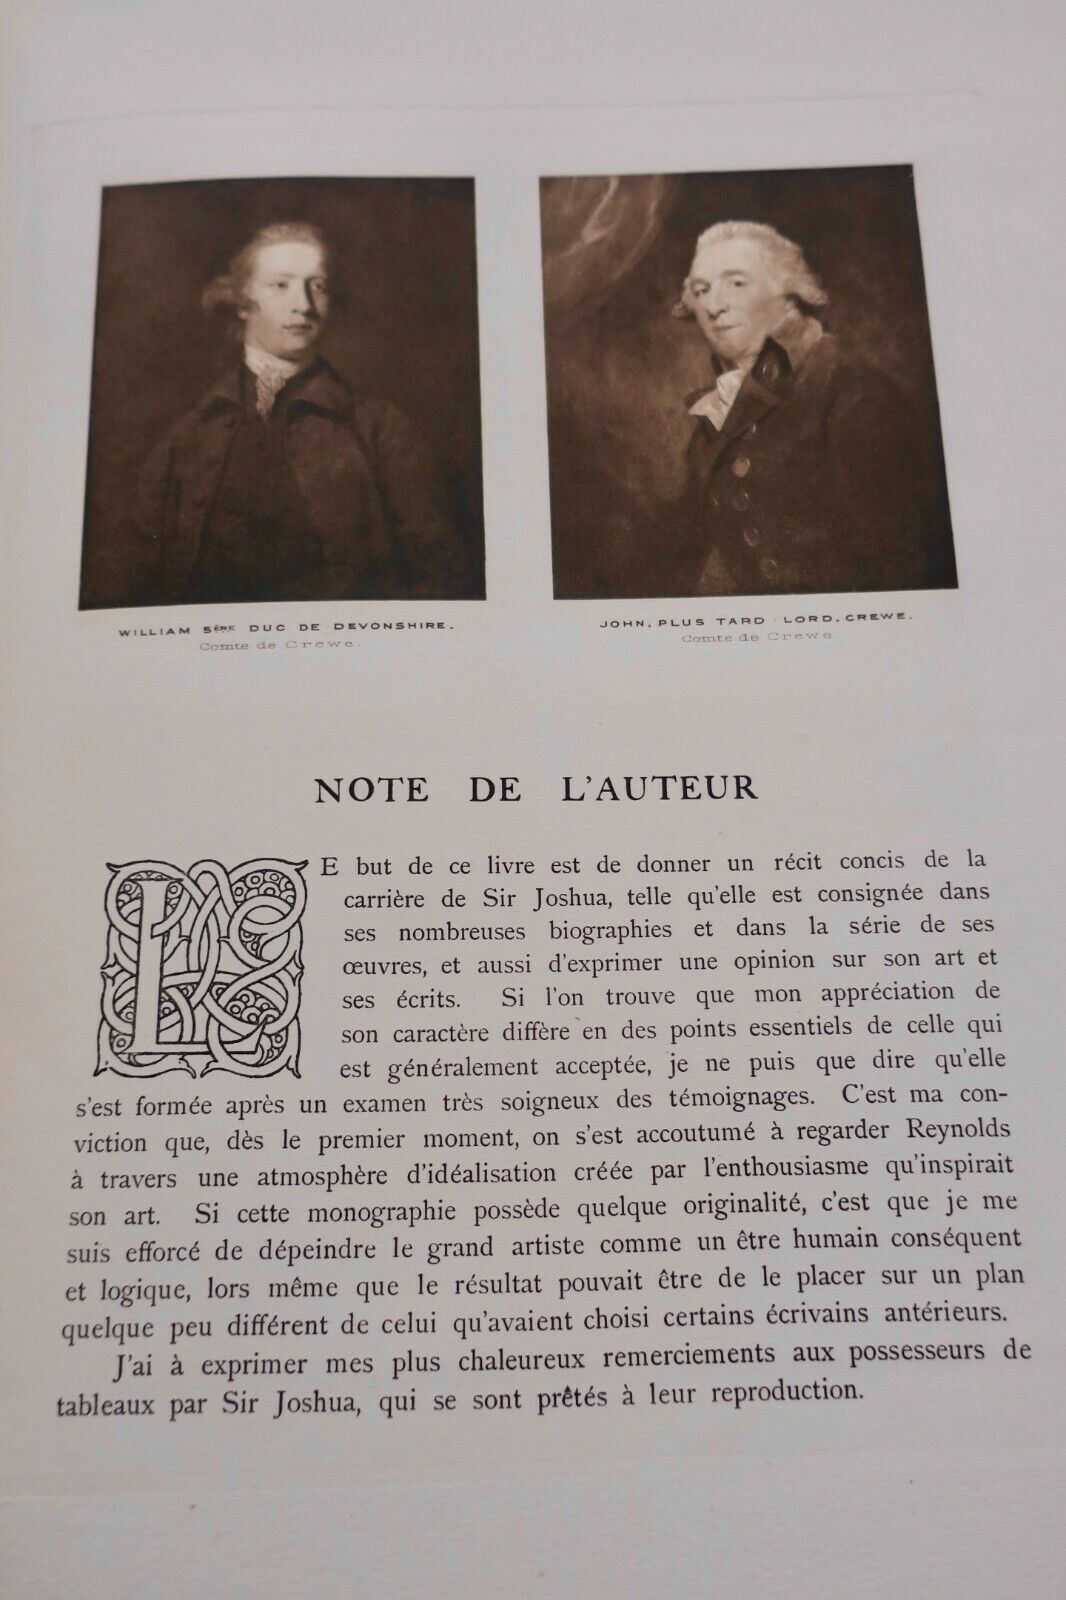 WILLIAM 5ÈME DUC DE DEVONSHIRE.
Comte de Crewe.
JOHN, PLUS TARD LORD, CREWE.
Comte de Crewe.
NOTE DE L'AUTEUR
LE but de ce livre est de donner un récit concis de la
carrière de Sir Joshua, telle qu'elle est consignée dans
ses nombreuses biographies et dans la série de ses
œuvres, et aussi d'exprimer une opinion sur son art et
ses écrits. Si l'on trouve que mon appréciation de
son caractère diffère en des points essentiels de celle qui
est généralement acceptée, je ne puis que dire qu'elle
s'est formée après un examen très soigneux des témoignages. C'est ma con-
viction que, dès le premier moment, on s'est accoutumé à regarder Reynolds
à travers une atmosphère d'idéalisation créée par l'enthousiasme qu'inspirait
son art. Si cette monographie possède quelque originalité, c'est que je me
suis efforcé de dépeindre le grand artiste comme un être humain conséquent
et logique, lors même que le résultat pouvait être de le placer sur un plan
quelque peu différent de celui qu'avaient choisi certains écrivains antérieurs.
J'ai à exprimer mes plus chaleureux remerciements aux possesseurs de
tableaux par Sir Joshua, qui se sont prêtés à leur reproduction.